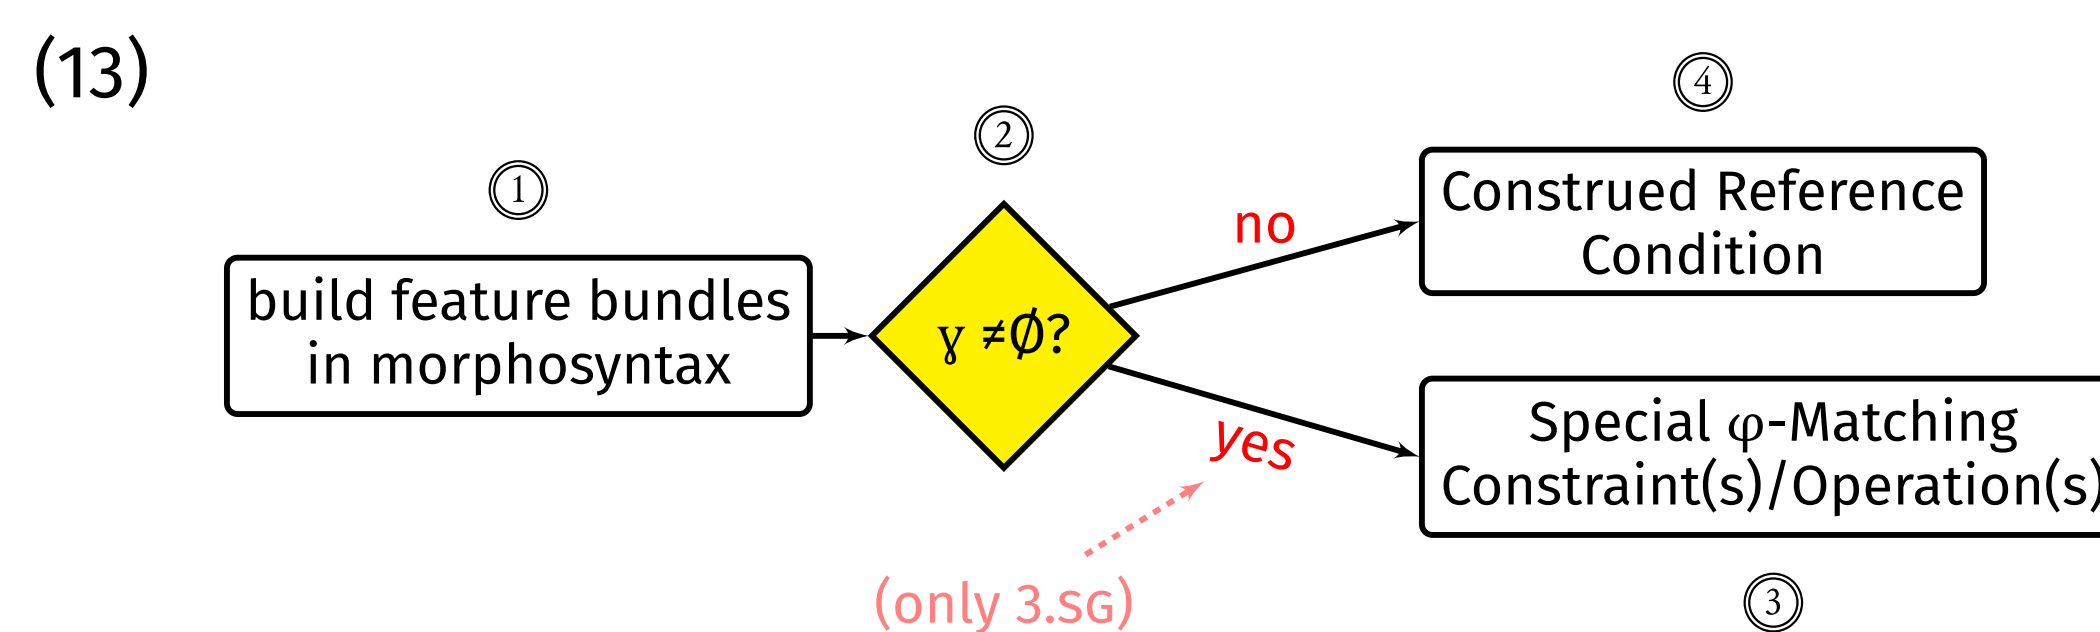 (13)
④
②
①
no
Construed Reference
Condition
build feature bundles
in morphosyntax
γ ≠∅?
yes
Special φ-Matching
Constraint(s)/Operation(s)
(only 3.SG)
③